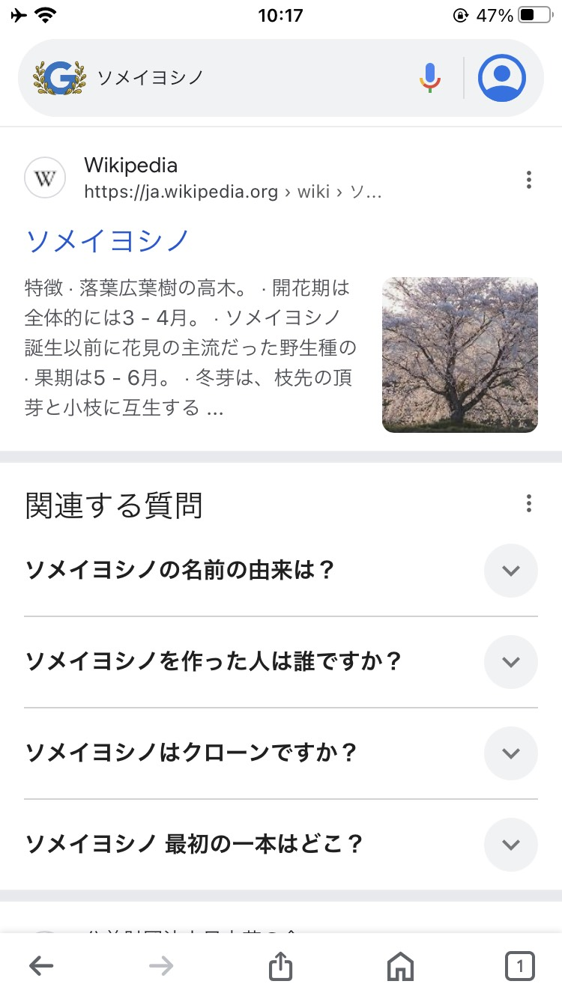 10:17
47%
ソメイヨシノ
Wikipedia
https://ja.wikipedia.org › wiki › ソ...
ソメイヨシノ
特徴 · 落葉広葉樹の高木。 · 開花期は
全体的には3 - 4月。 · ソメイヨシノ
誕生以前に花見の主流だった野生種の
· 果期は5 - 6月。 · 冬芽は、枝先の頂
芽と小枝に互生する ...
関連する質問
ソメイヨシノの名前の由来は？
ソメイヨシノを作った人は誰ですか？
ソメイヨシノはクローンですか？
ソメイヨシノ 最初の一本はどこ？
1